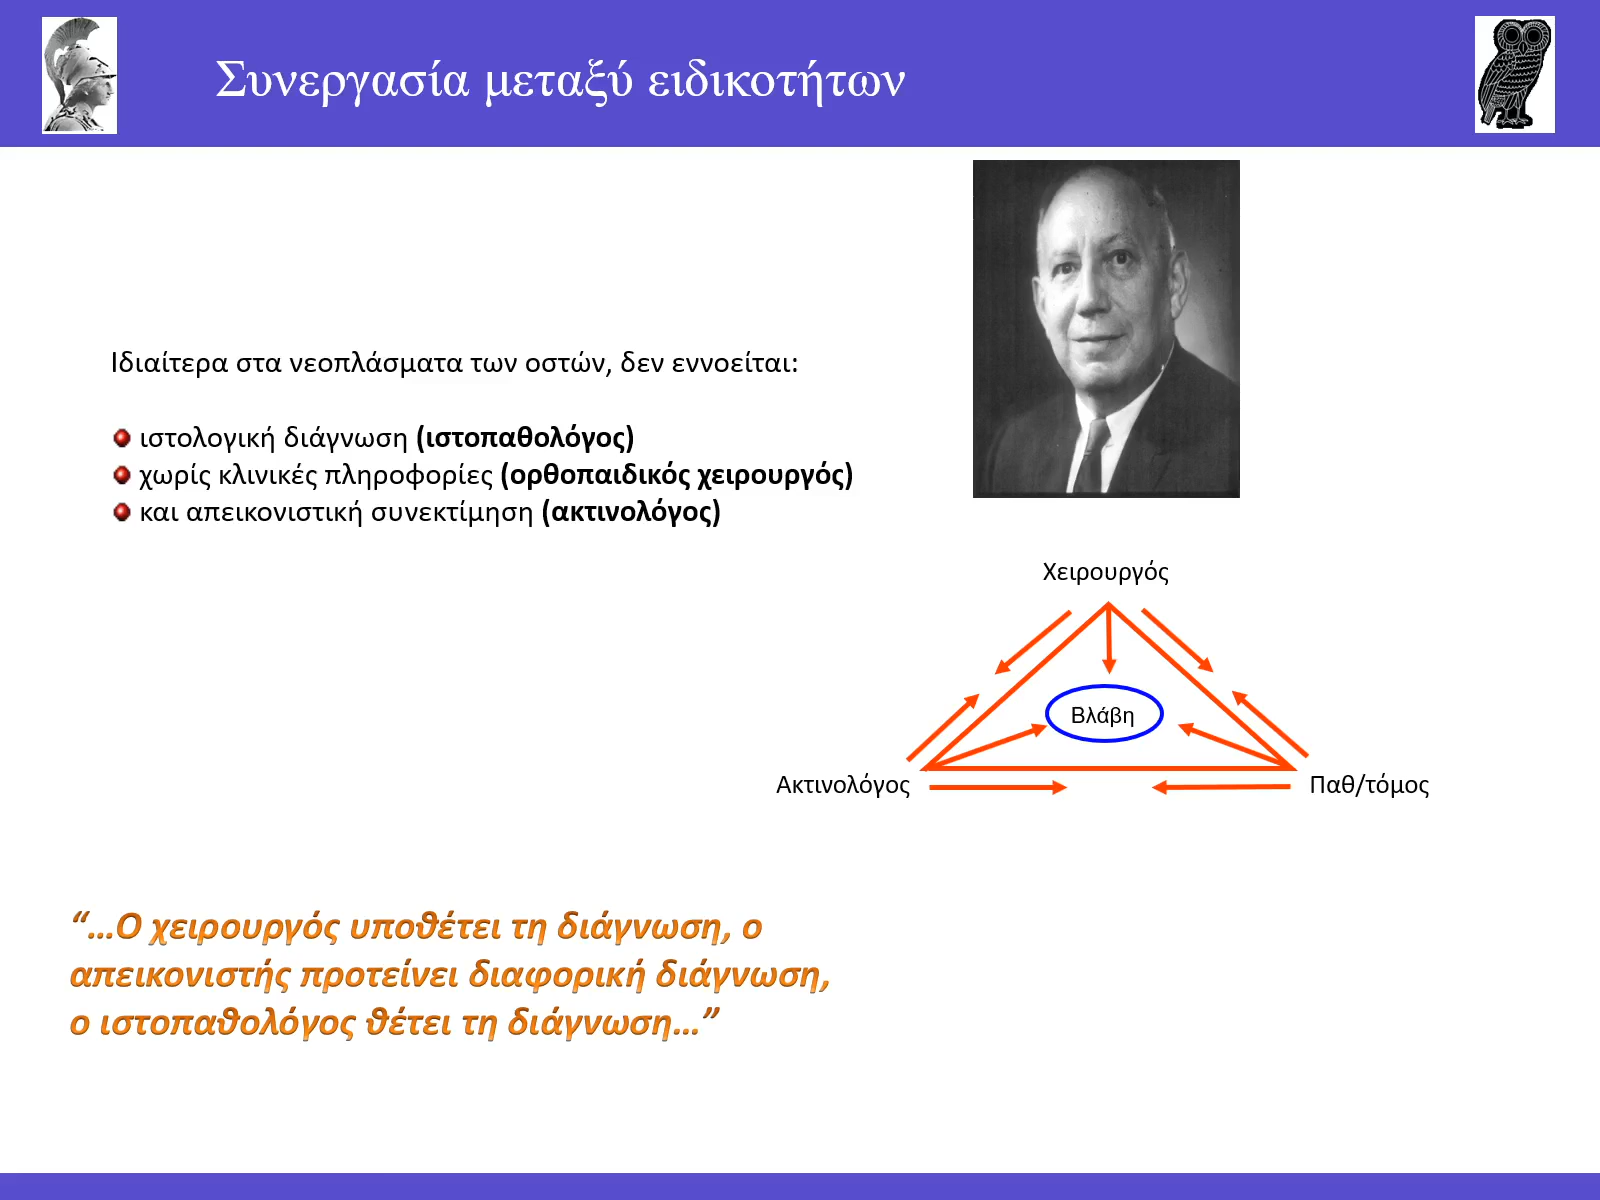 Συνεργασία μεταξύ ειδικοτήτων
Ιδιαίτερα στα νεοπλάσματα των οστών, δεν εννοείται:
ιστολογική διάγνωση (ιστοπαθολόγος)
χωρίς κλινικές πληροφορίες (ορθοπαιδικός χειρουργός)
και απεικονιστική συνεκτίμηση (ακτινολόγος)
Χειρουργός
Βλάβη
Ακτινολόγος
Παθ/τόμος
“...Ο χειρουργός υποθέτει τη διάγνωση, ο
απεικονιστής προτείνει διαφορική διάγνωση,
ο ιστοπαθολόγος θέτει τη διάγνωση...”